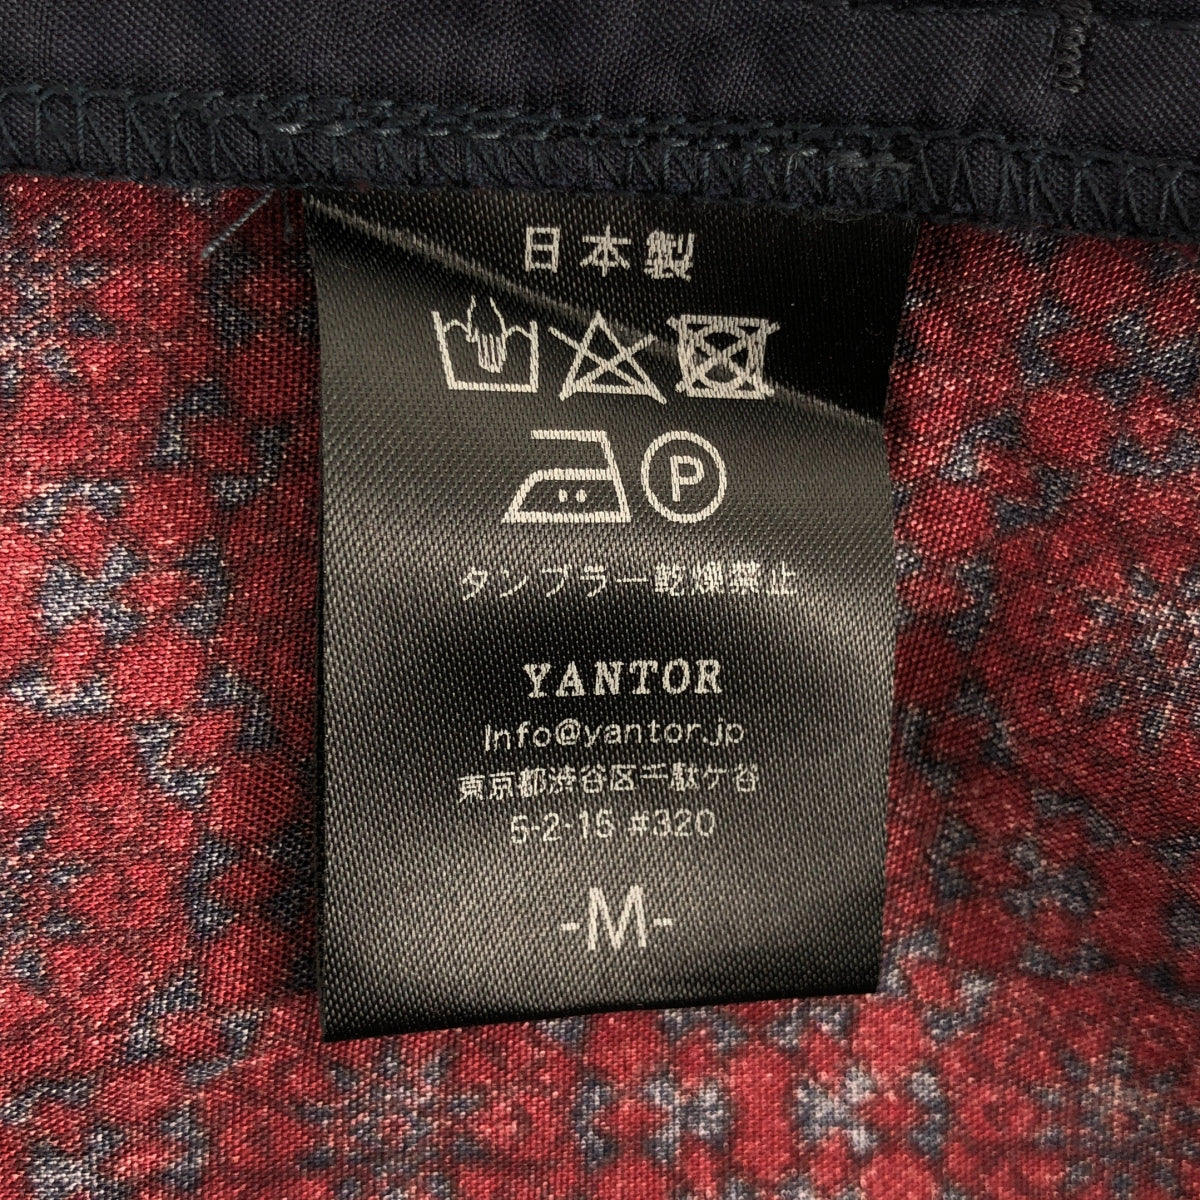 日本製
P
タンブラー乾燥禁止
YANTOR
Info@yantor.jp
東京都渋谷区千駄ケ谷
5-2-15 #320
-M-